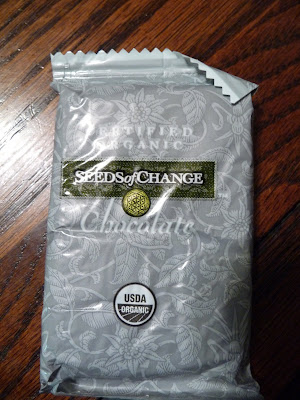 CERTIFIED
ORGANIC
SEEDS of CHANGE
Chocolate
USDA
ORGANIC